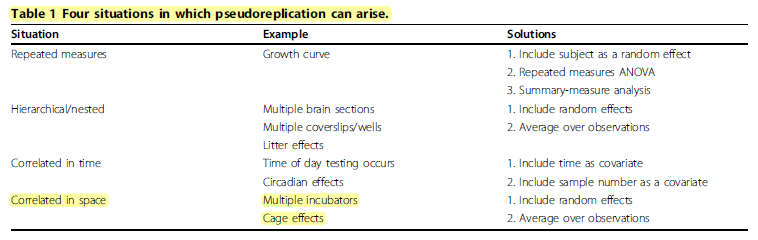 Table 1 Four situations in which pseudoreplication can arise.
Situation Example Solutions
Repeated measures Growth curve 1. Include subject as a random effect
2. Repeated measures ANOVA
3. Summary-measure analysis
Hierarchical/nested Multiple brain sections 1. Include random effects
Multiple coverslips/wells 2. Average over observations
Litter effects
Correlated in time Time of day testing occurs 1. Include time as covariate
Circadian effects 2. Include sample number as a covariate
Correlated in space Multiple incubators 1. Include random effects
Cage effects 2. Average over observations